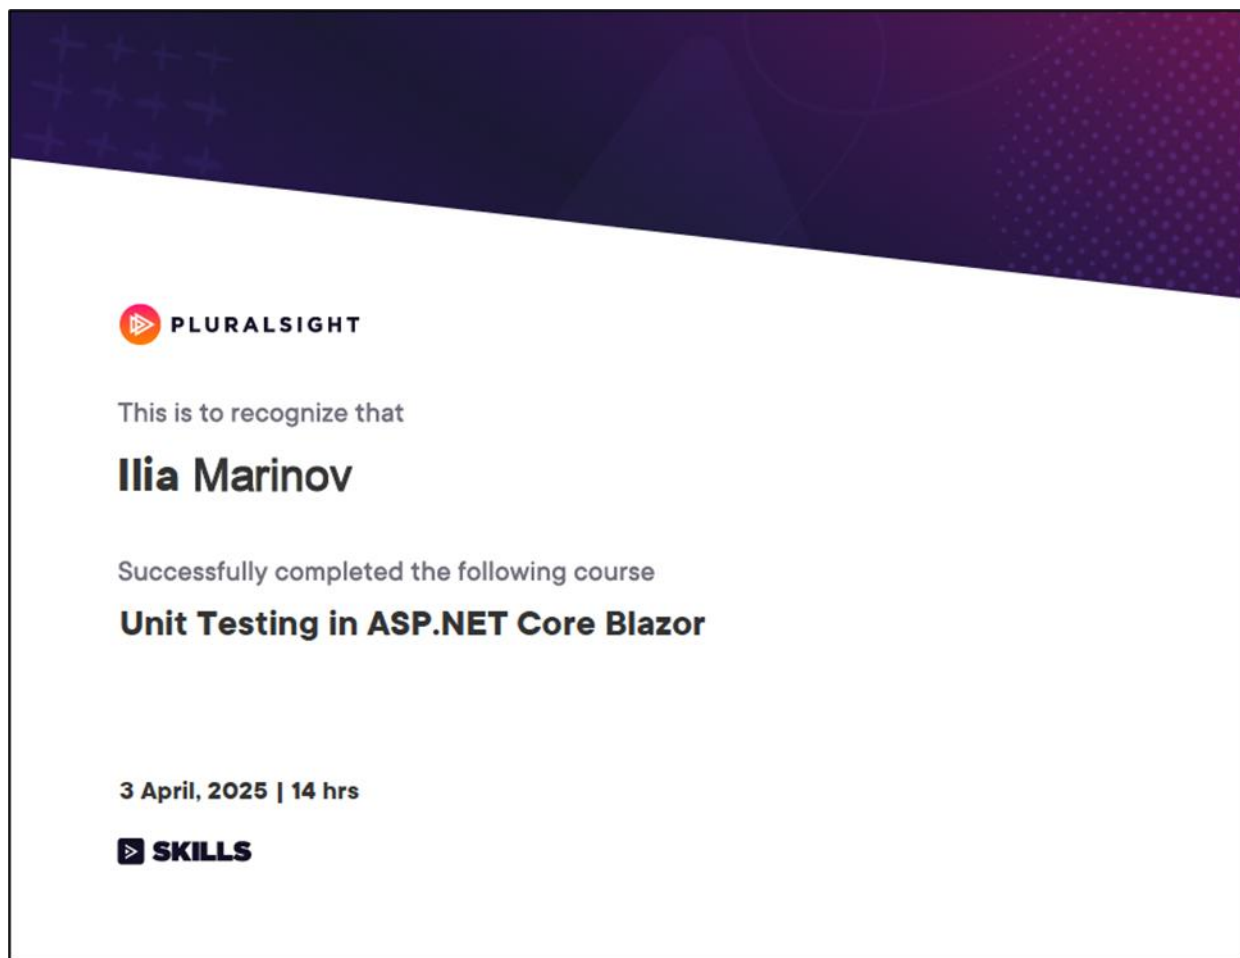 PLURALSIGHT
This is to recognize that
Ilia Marinov
Successfully completed the following course
Unit Testing in ASP.NET Core Blazor
3 April, 2025 | 14 hrs
SKILLS